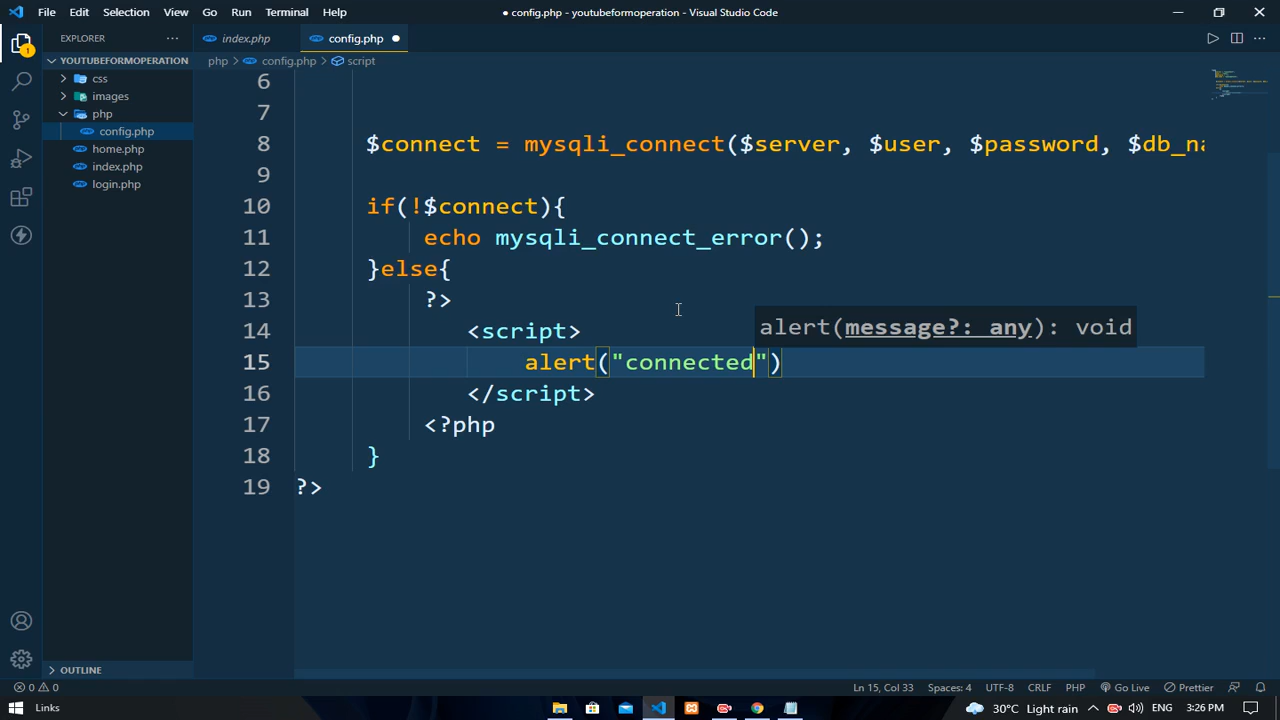 File Edit Selection View Go Run Terminal Help
● config.php - youtubeformoperation - Visual Studio Code
EXPLORER
index.php
config.php
YOUTUBEFORMOPERATION
css
images
php
config.php
home.php
index.php
login.php
OUTLINE
php > config.php > script
6
7
8 $connect = mysqli_connect($server, $user, $password, $db_na
9
10 if(!$connect){
11 echo mysqli_connect_error();
12 }else{
13 ?>
14 <script>
alert(message?: any): void
15 alert("connected")
16 </script>
17 <?php
18 }
19 ?>
1
0 0
Ln 15, Col 33
Spaces: 4
UTF-8
CRLF
PHP
Go Live
Prettier
Links
30°C Light rain
ENG
3:26 PM